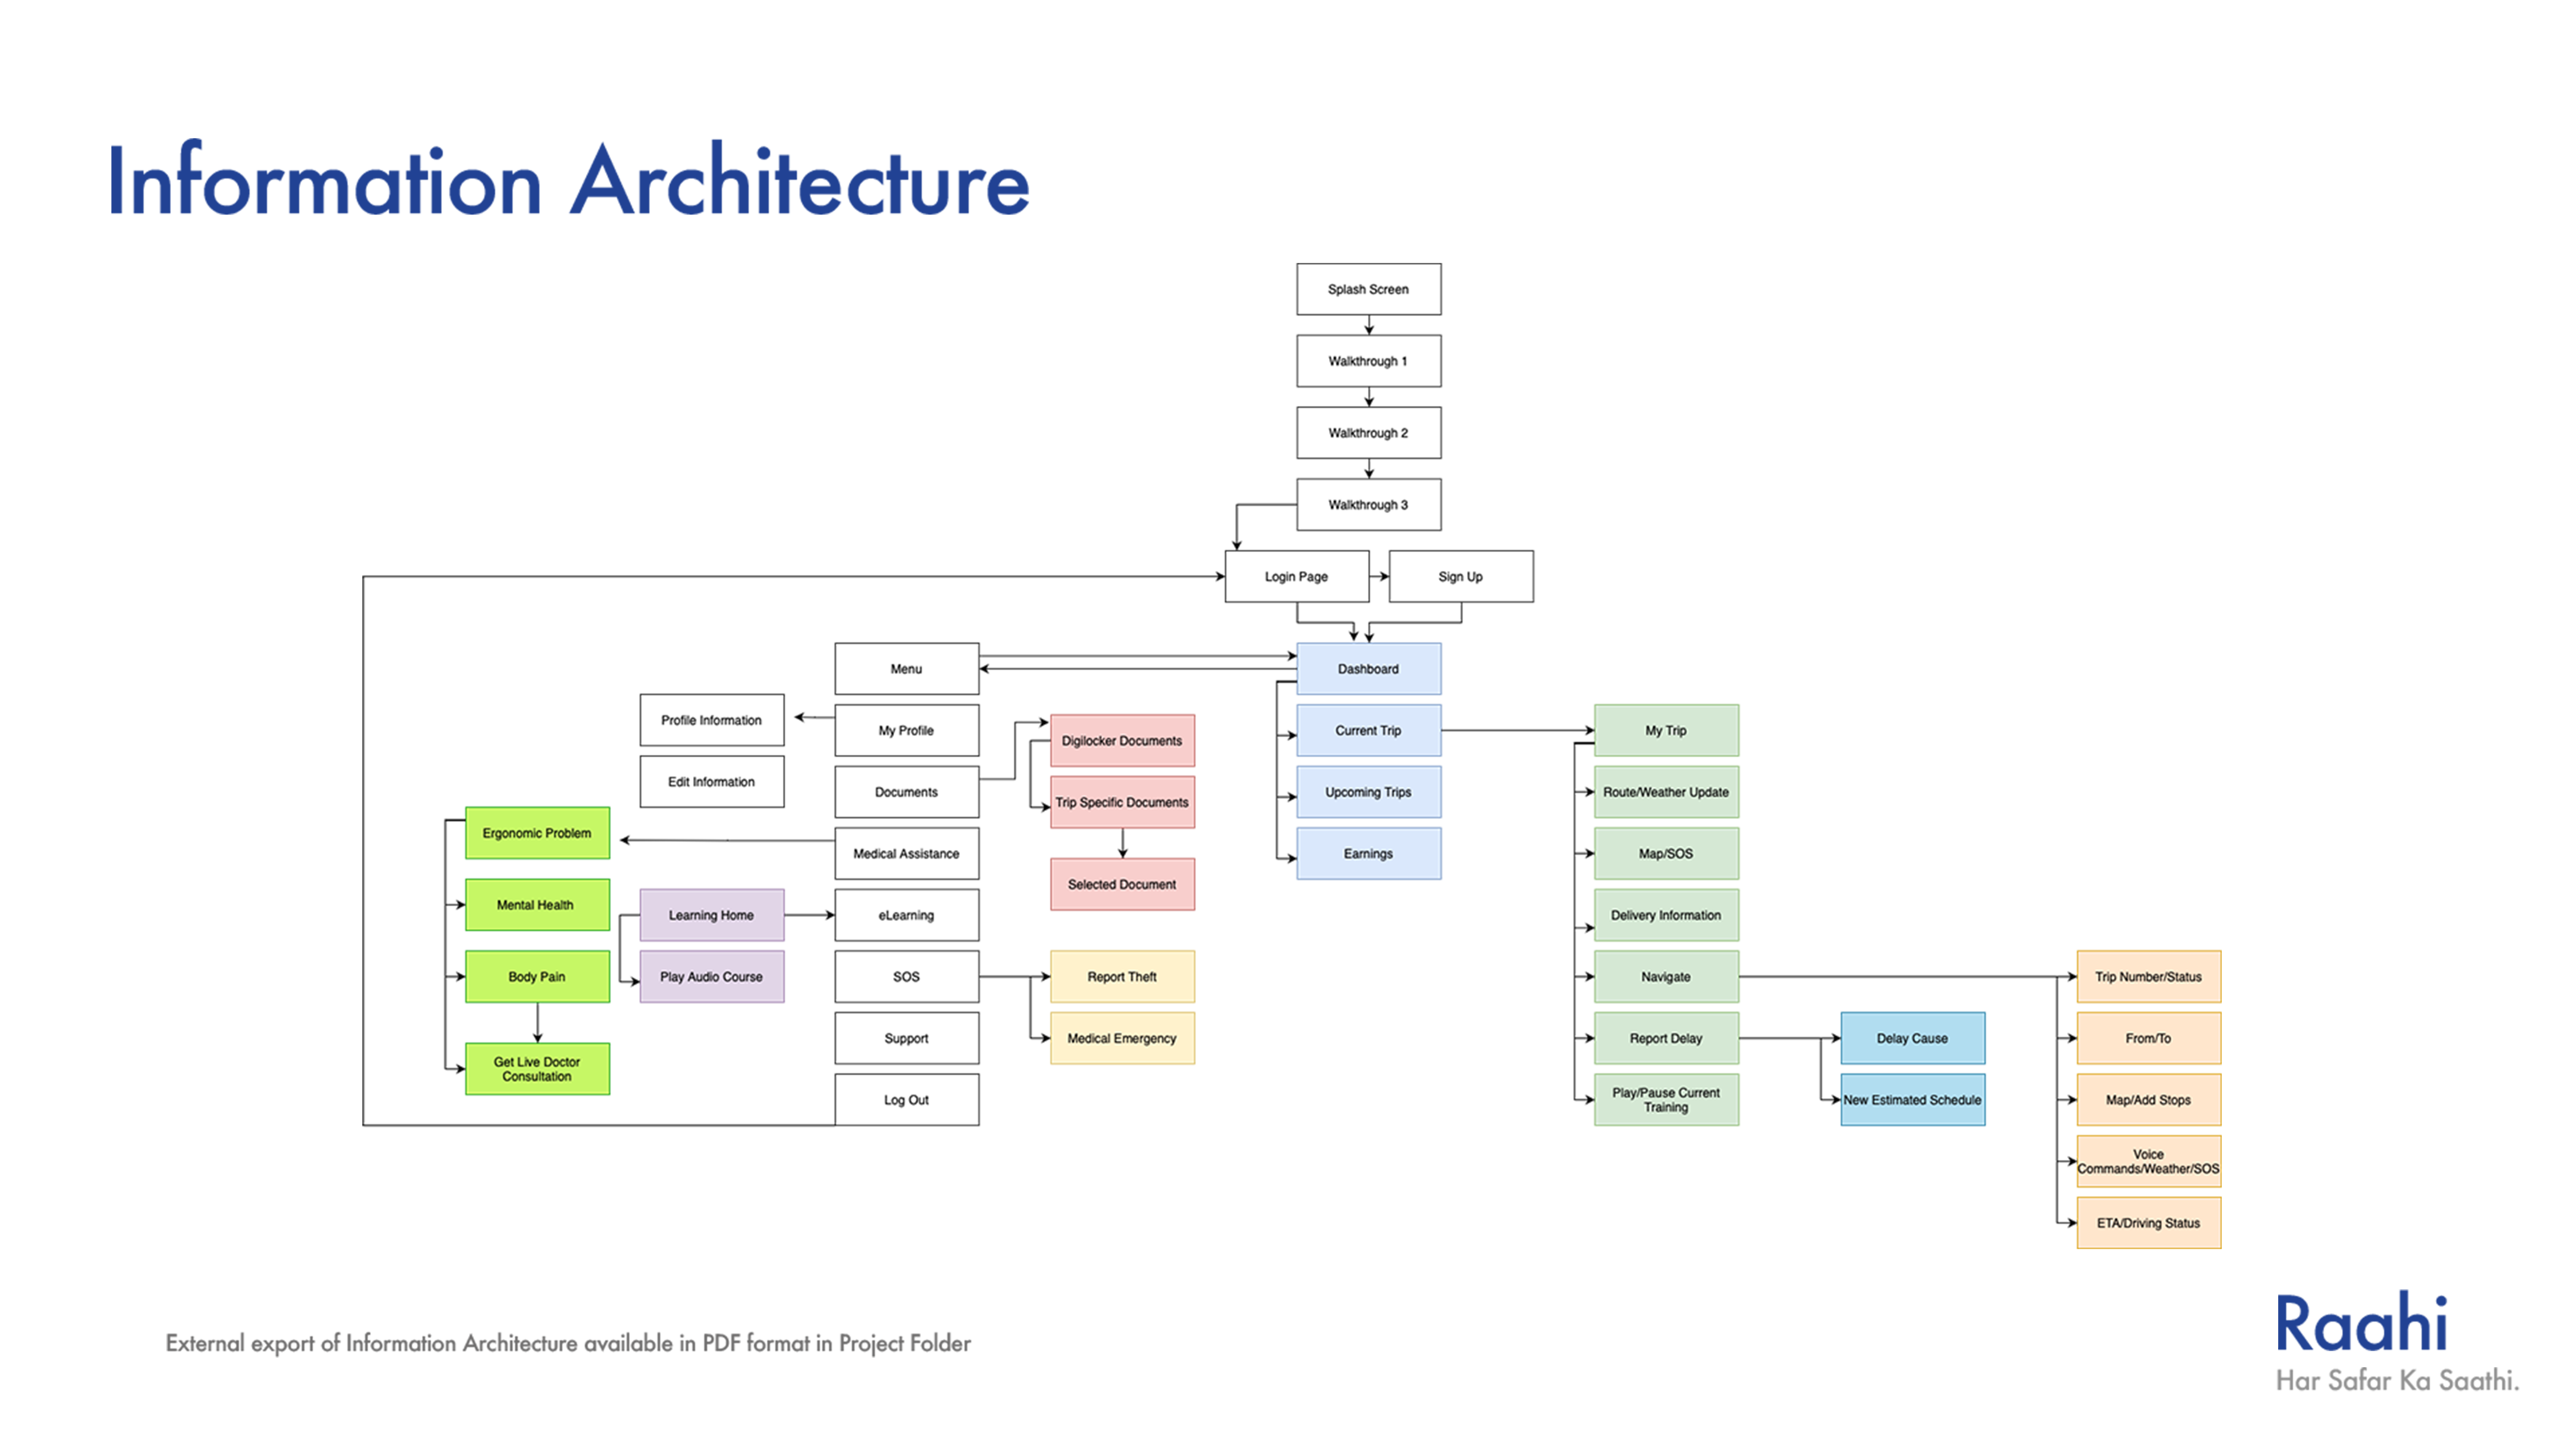 Information Architecture
Splash Screen
Walkthrough 1
Walkthrough 2
Walkthrough 3
Login Page
Sign Up
Menu
My Profile
Documents
Medical Assistance
eLearning
SOS
Support
Log Out
Profile Information
Edit Information
Ergonomic Problem
Mental Health
Body Pain
Get Live Doctor
Consultation
Learning Home
Play Audio Course
Digilocker Documents
Trip Specific Documents
Selected Document
Report Theft
Medical Emergency
Dashboard
Current Trip
Upcoming Trips
Earnings
My Trip
Route/Weather Update
Map/SOS
Delivery Information
Navigate
Report Delay
Play/Pause Current
Training
Delay Cause
New Estimated Schedule
Trip Number/Status
From/To
Map/Add Stops
Voice
Commands/Weather/SOS
ETA/Driving Status
External export of Information Architecture available in PDF format in Project Folder
Raahi
Har Safar Ka Saathi.